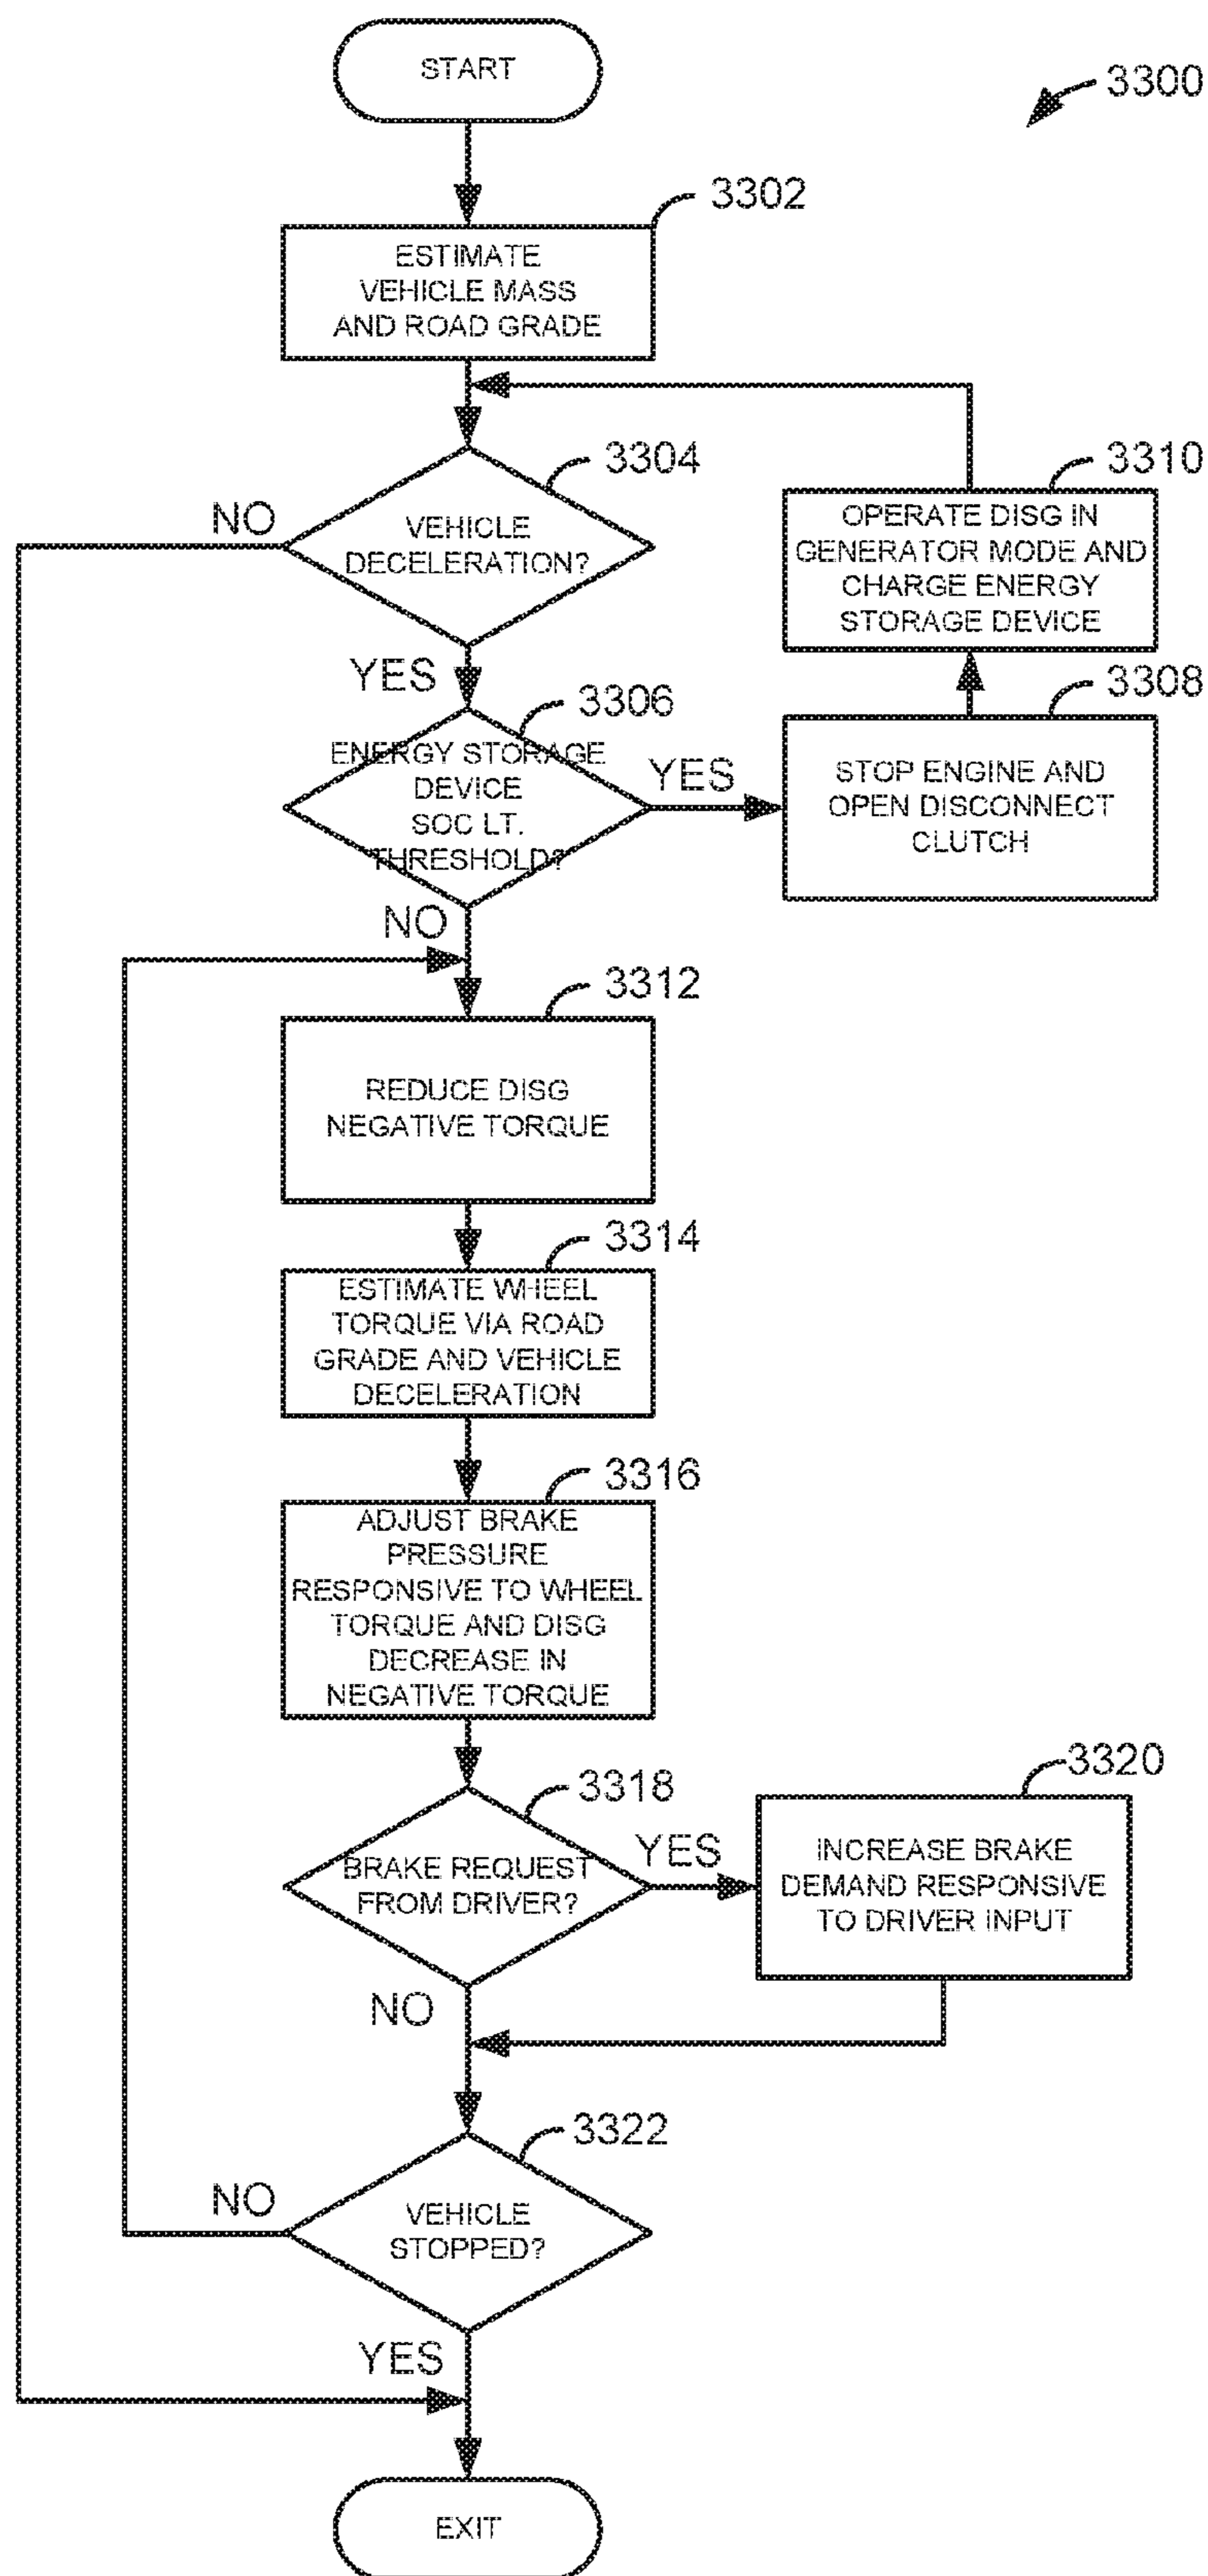 START
3300
3302
ESTIMATE
VEHICLE MASS
AND ROAD GRADE
3304
NO
VEHICLE
DECELERATION?
YES
3310
OPERATE DISG IN
GENERATOR MODE AND
CHARGE ENERGY
STORAGE DEVICE
3306
ENERGY STORAGE
DEVICE
SOC LT.
THRESHOLD?
YES
3308
STOP ENGINE AND
OPEN DISCONNECT
CLUTCH
NO
3312
REDUCE DISG
NEGATIVE TORQUE
3314
ESTIMATE WHEEL
TORQUE VIA ROAD
GRADE AND VEHICLE
DECELERATION
3316
ADJUST BRAKE
PRESSURE
RESPONSIVE TO WHEEL
TORQUE AND DISG
DECREASE IN
NEGATIVE TORQUE
3318
BRAKE REQUEST
FROM DRIVER?
YES
3320
INCREASE BRAKE
DEMAND RESPONSIVE
TO DRIVER INPUT
NO
3322
NO
VEHICLE
STOPPED?
YES
EXIT